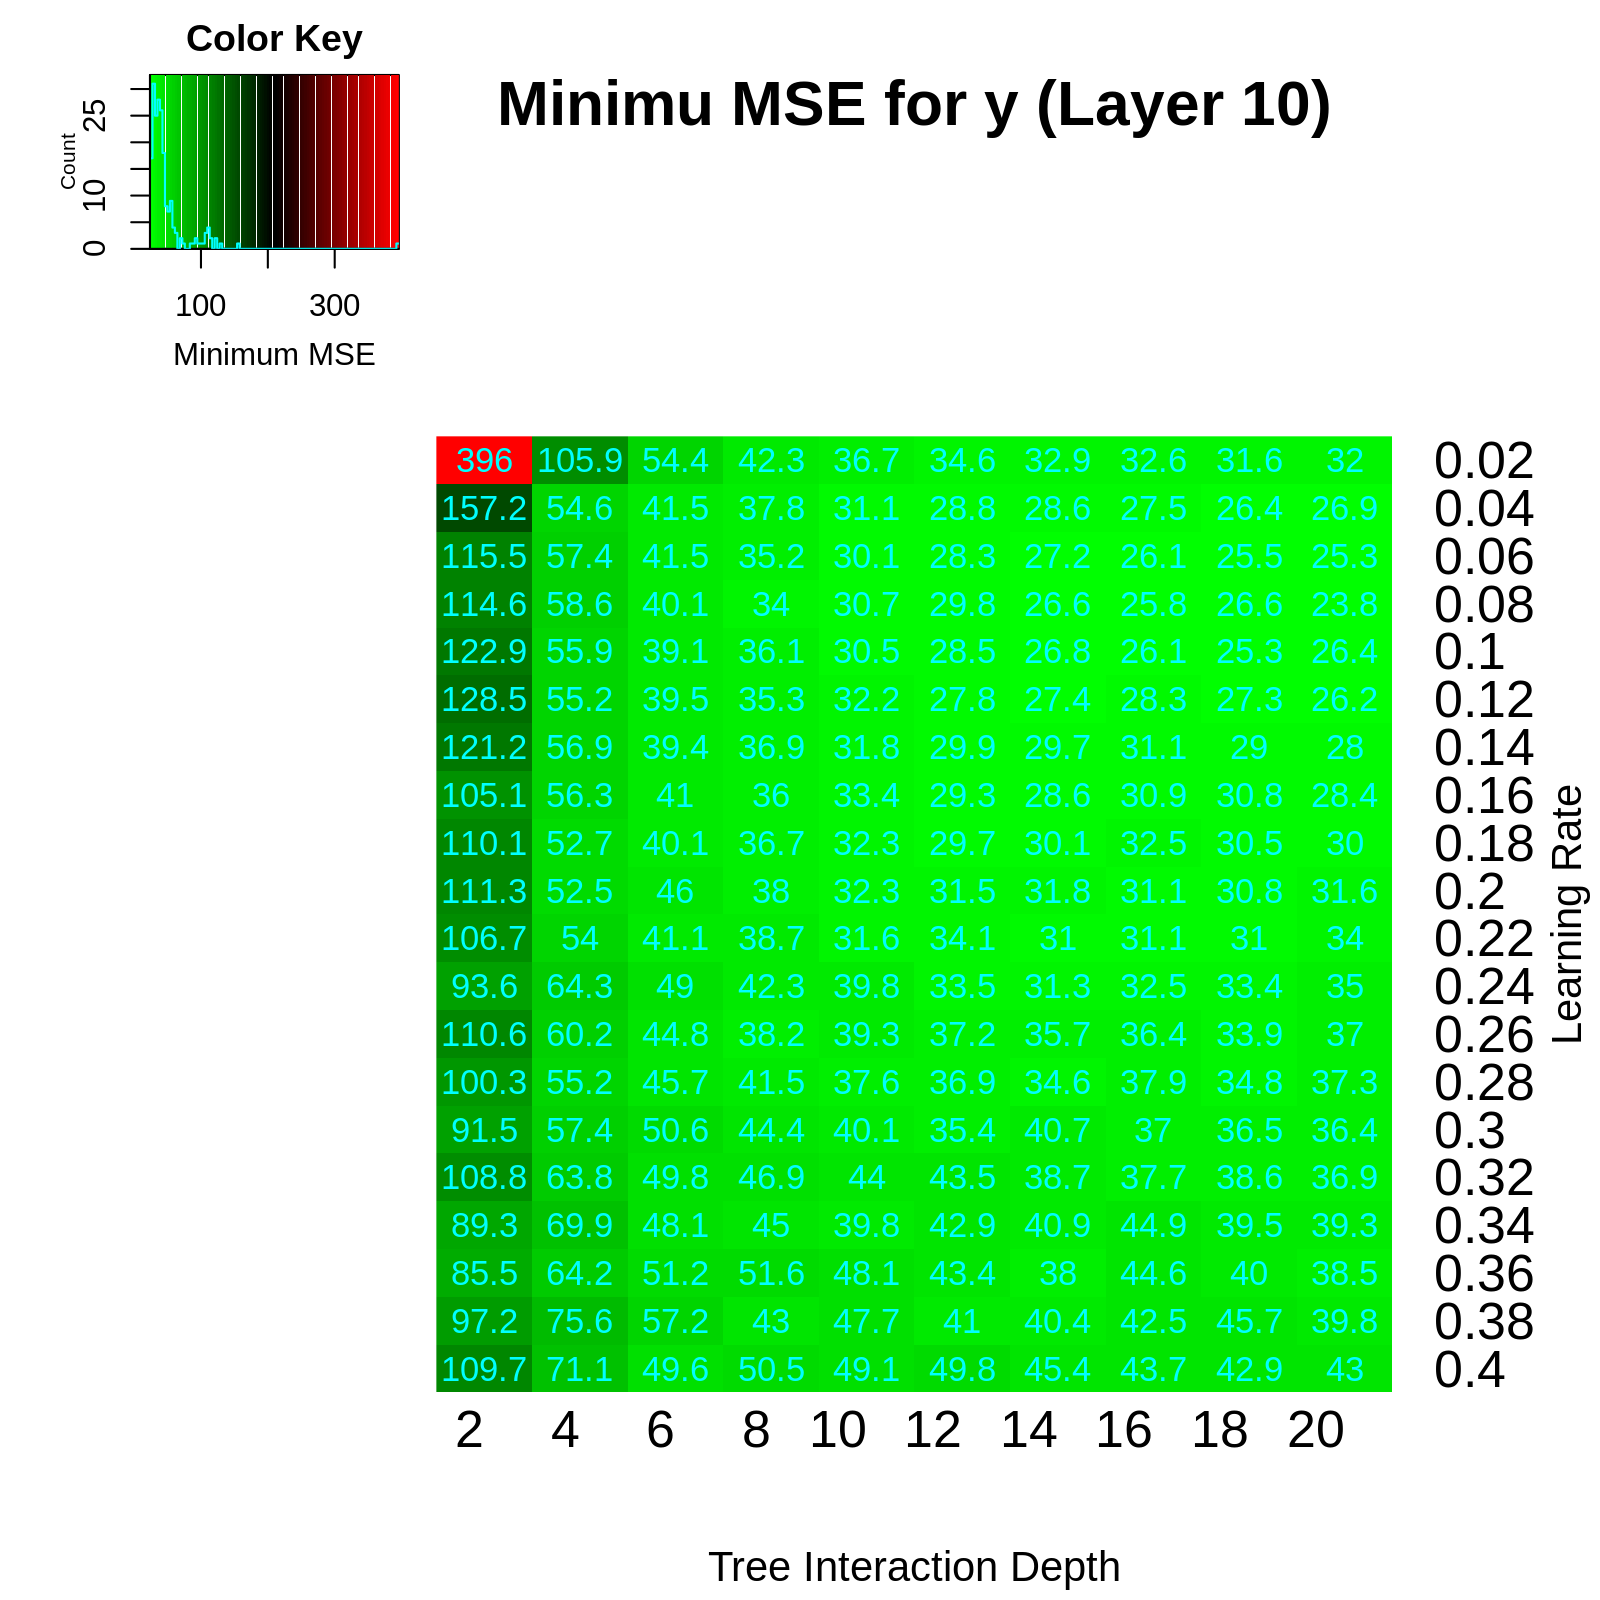 Color Key
Minimu MSE for y (Layer 10)
Count
0 10 25
100 300
Minimum MSE
396 105.9 54.4 42.3 36.7 34.6 32.9 32.6 31.6 32 0.02
157.2 54.6 41.5 37.8 31.1 28.8 28.6 27.5 26.4 26.9 0.04
115.5 57.4 41.5 35.2 30.1 28.3 27.2 26.1 25.5 25.3 0.06
114.6 58.6 40.1 34 30.7 29.8 26.6 25.8 26.6 23.8 0.08
122.9 55.9 39.1 36.1 30.5 28.5 26.8 26.1 25.3 26.4 0.1
128.5 55.2 39.5 35.3 32.2 27.8 27.4 28.3 27.3 26.2 0.12
121.2 56.9 39.4 36.9 31.8 29.9 29.7 31.1 29 28 0.14
105.1 56.3 41 36 33.4 29.3 28.6 30.9 30.8 28.4 0.16
110.1 52.7 40.1 36.7 32.3 29.7 30.1 32.5 30.5 30 0.18
111.3 52.5 46 38 32.3 31.5 31.8 31.1 30.8 31.6 0.2
106.7 54 41.1 38.7 31.6 34.1 31 31.1 31 34 0.22
93.6 64.3 49 42.3 39.8 33.5 31.3 32.5 33.4 35 0.24
110.6 60.2 44.8 38.2 39.3 37.2 35.7 36.4 33.9 37 0.26
100.3 55.2 45.7 41.5 37.6 36.9 34.6 37.9 34.8 37.3 0.28
91.5 57.4 50.6 44.4 40.1 35.4 40.7 37 36.5 36.4 0.3
108.8 63.8 49.8 46.9 44 43.5 38.7 37.7 38.6 36.9 0.32
89.3 69.9 48.1 45 39.8 42.9 40.9 44.9 39.5 39.3 0.34
85.5 64.2 51.2 51.6 48.1 43.4 38 44.6 40 38.5 0.36
97.2 75.6 57.2 43 47.7 41 40.4 42.5 45.7 39.8 0.38
109.7 71.1 49.6 50.5 49.1 49.8 45.4 43.7 42.9 43 0.4
Learning Rate
2 4 6 8 10 12 14 16 18 20
Tree Interaction Depth